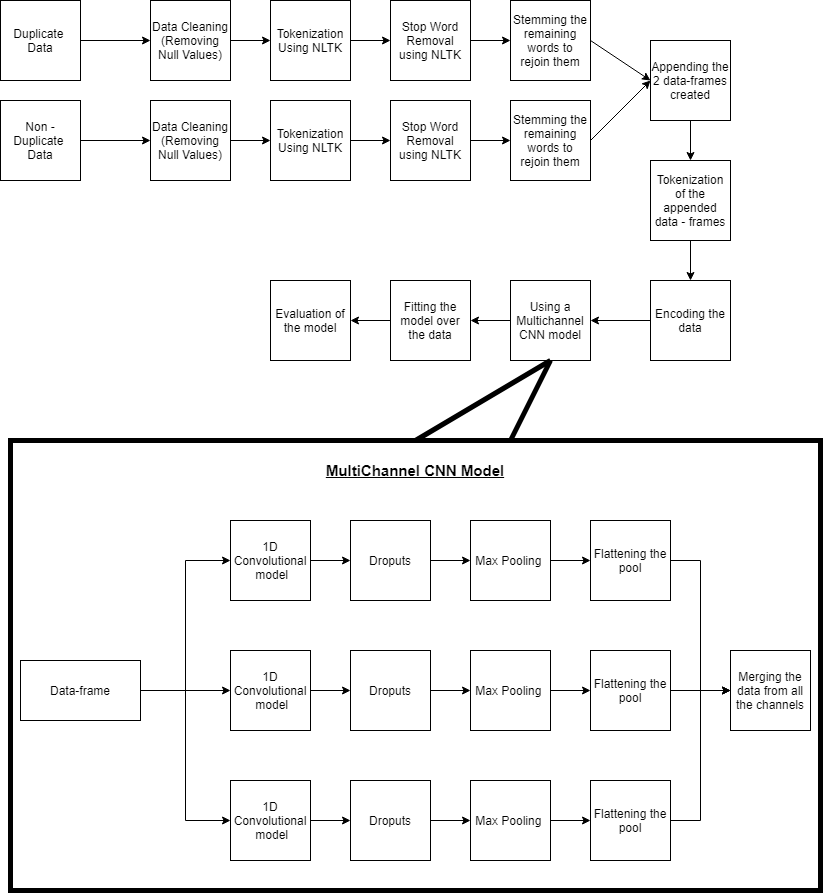 Duplicate
Data
Data Cleaning
(Removing
Null Values)
Tokenization
Using NLTK
Stop Word
Removal
using NLTK
Stemming the
remaining
words to
rejoin them
Appending the
2 data-frames
created
Non -
Duplicate
Data
Data Cleaning
(Removing
Null Values)
Tokenization
Using NLTK
Stop Word
Removal
using NLTK
Stemming the
remaining
words to
rejoin them
Tokenization
of the
appended
data - frames
Encoding the
data
Using a
Multichannel
CNN model
Fitting the
model over
the data
Evaluation of
the model
MultiChannel CNN Model
1D
Convolutional
model
Droputs
Max Pooling
Flattening the
pool
Data-frame
1D
Convolutional
model
Droputs
Max Pooling
Flattening the
pool
Merging the
data from all
the channels
1D
Convolutional
model
Droputs
Max Pooling
Flattening the
pool